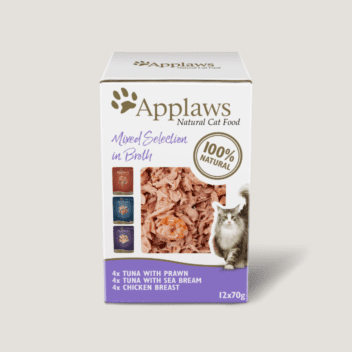 Applaws
Natural Cat Food
Mixed Selection
in Broth
100%
NATURAL
4x TUNA WITH PRAWN
4x TUNA WITH SEA BREAM
4x CHICKEN BREAST
12x70g